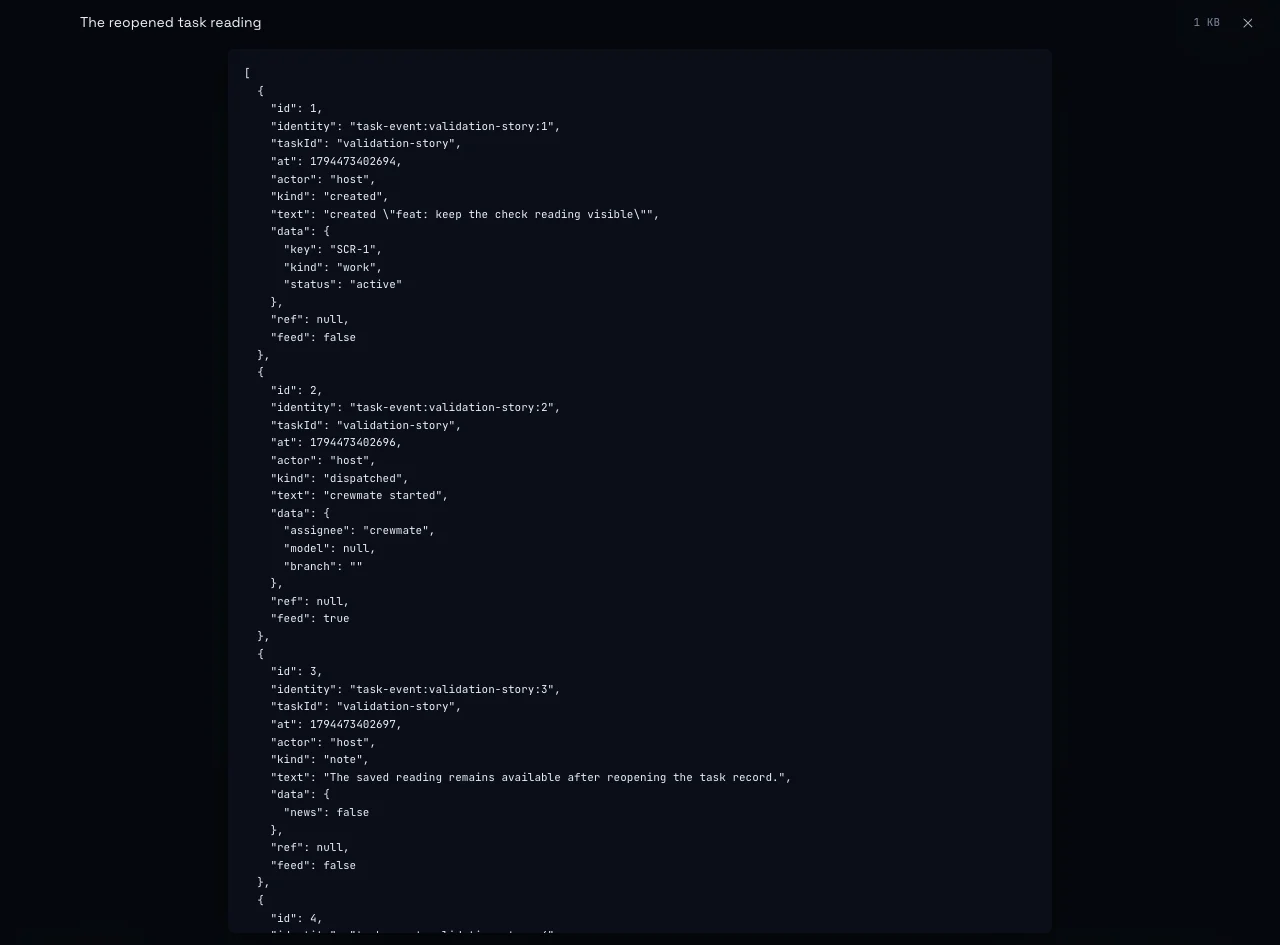 The reopened task reading
1 KB
[
  {
    "id": 1,
    "identity": "task-event:validation-story:1",
    "taskId": "validation-story",
    "at": 1794473402694,
    "actor": "host",
    "kind": "created",
    "text": "created \"feat: keep the check reading visible\"",
    "data": {
      "key": "SCR-1",
      "kind": "work",
      "status": "active"
    },
    "ref": null,
    "feed": false
  },
  {
    "id": 2,
    "identity": "task-event:validation-story:2",
    "taskId": "validation-story",
    "at": 1794473402696,
    "actor": "host",
    "kind": "dispatched",
    "text": "crewmate started",
    "data": {
      "assignee": "crewmate",
      "model": null,
      "branch": ""
    },
    "ref": null,
    "feed": true
  },
  {
    "id": 3,
    "identity": "task-event:validation-story:3",
    "taskId": "validation-story",
    "at": 1794473402697,
    "actor": "host",
    "kind": "note",
    "text": "The saved reading remains available after reopening the task record.",
    "data": {
      "news": false
    },
    "ref": null,
    "feed": false
  },
  {
    "id": 4,